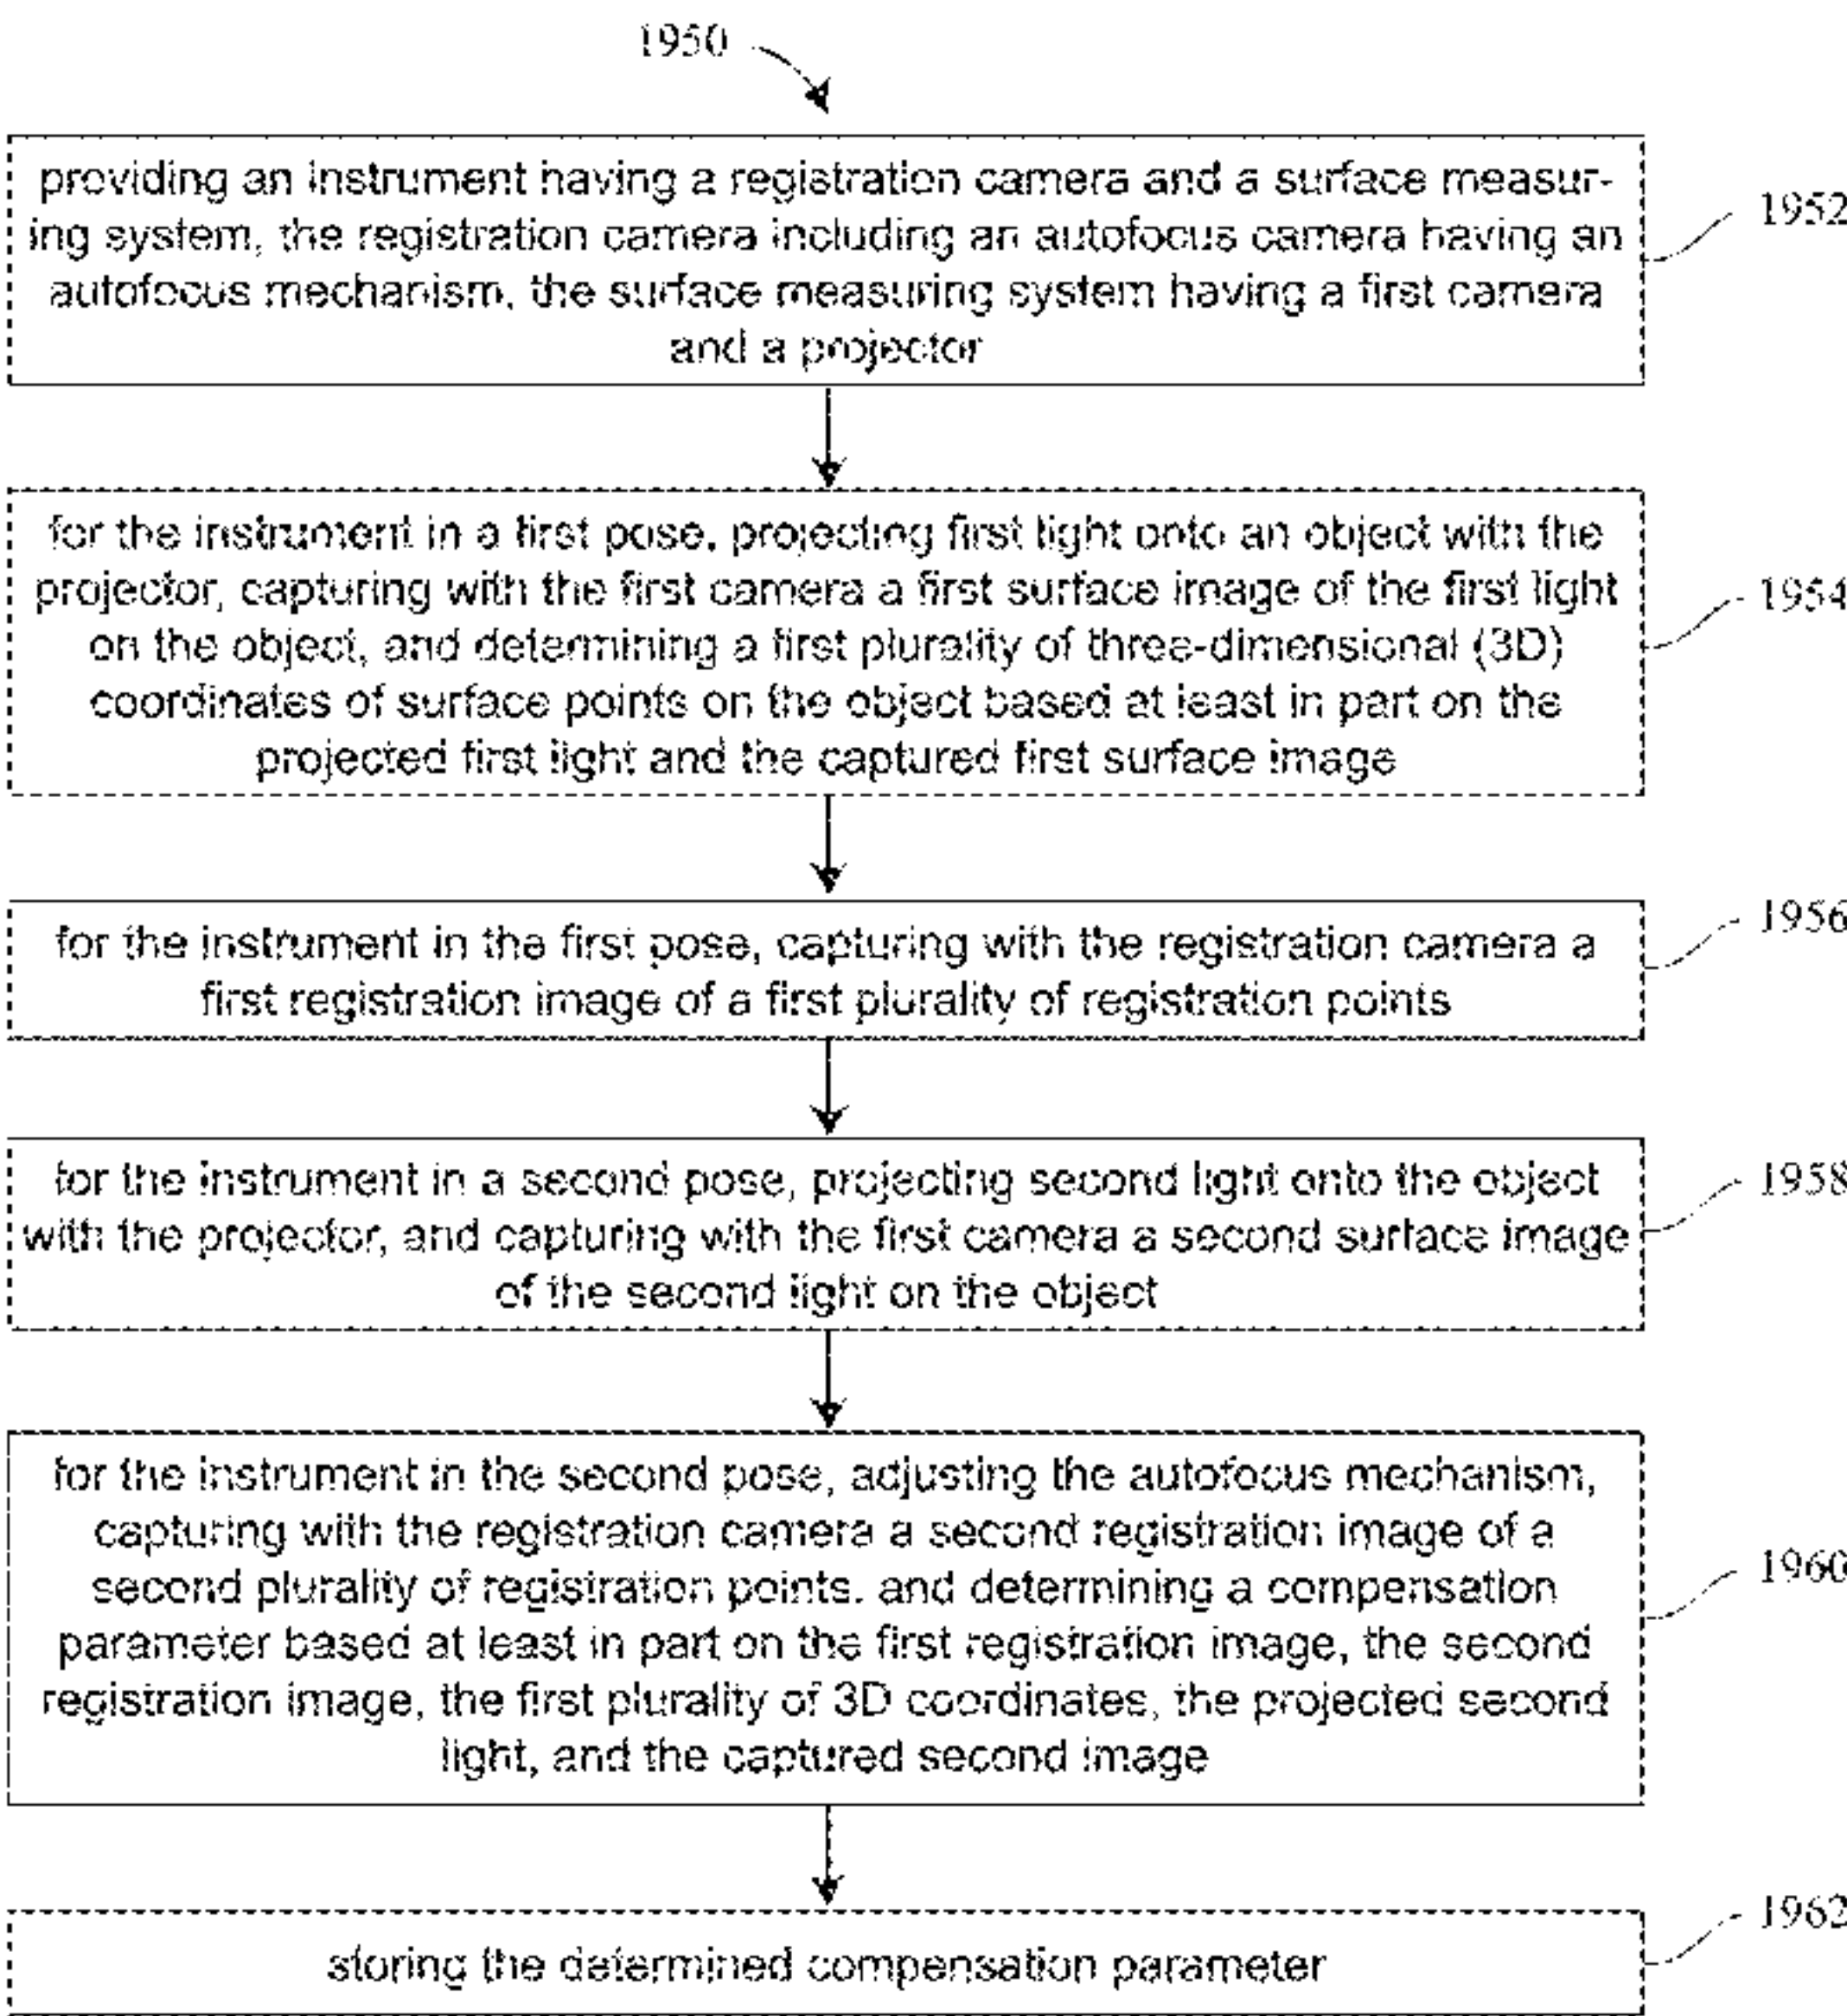 1950
providing an instrument having a registration camera and a surface measur-
ing system, the registration camera including an autofocus camera having an
autofocus mechanism, the surface measuring system having a first camera
and a projector
1952
for the instrument in a first pose, projecting first light onto an object with the
projector, capturing with the first camera a first surface image of the first light
on the object, and determining a first plurality of three-dimensional (3D)
coordinates of surface points on the object based at least in part on the
projected first light and the captured first surface image
1954
for the instrument in the first pose, capturing with the registration camera a
first registration image of a first plurality of registration points
1956
for the instrument in a second pose, projecting second light onto the object
with the projector, and capturing with the first camera a second surface image
of the second light on the object
1958
for the instrument in the second pose, adjusting the autofocus mechanism,
capturing with the registration camera a second registration image of a
second plurality of registration points. and determining a compensation
parameter based at least in part on the first registration image, the second
registration image, the first plurality of 3D coordinates, the projected second
light, and the captured second image
1960
storing the determined compensation parameter
1962